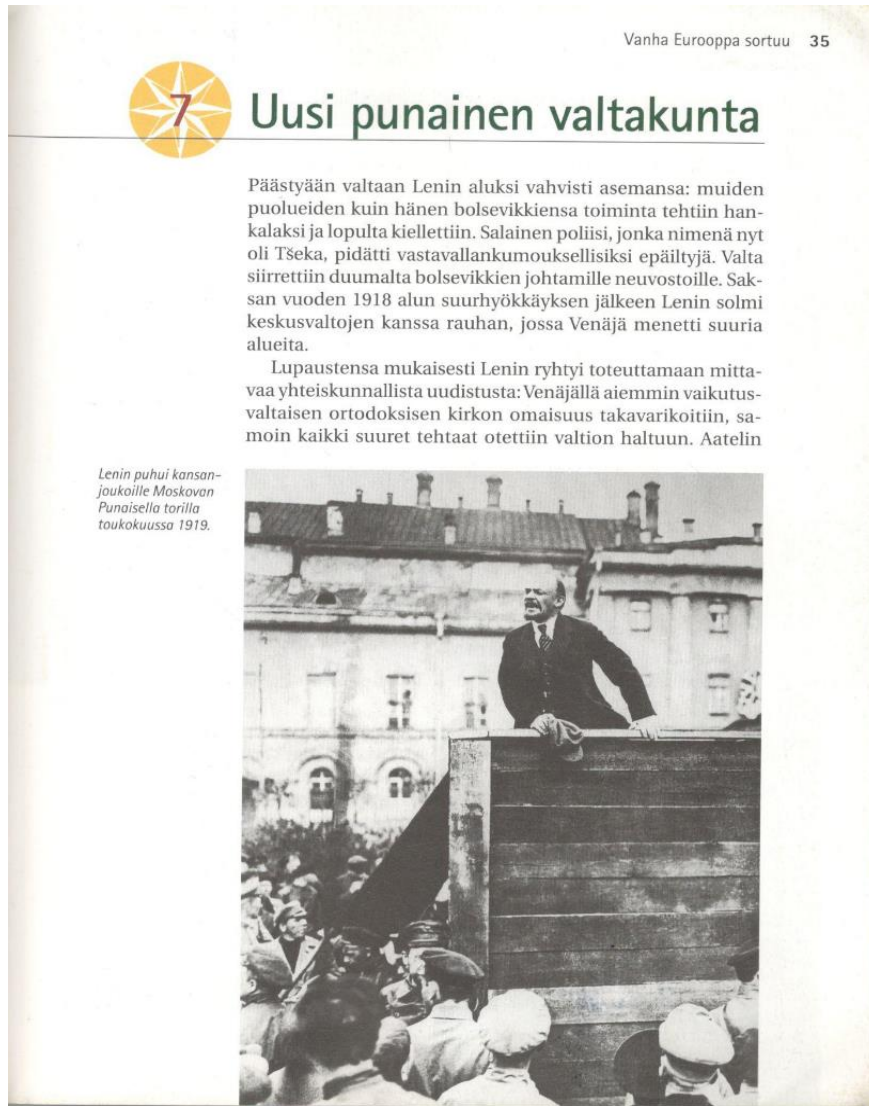 Vanha Eurooppa sortuu 35
7 Uusi punainen valtakunta
Päästyään valtaan Lenin aluksi vahvisti asemansa: muiden
puolueiden kuin hänen bolsevikkiensa toiminta tehtiin han-
kalaksi ja lopulta kiellettiin. Salainen poliisi, jonka nimenä nyt
oli Tšeka, pidätti vastavallankumouksellisiksi epäiltyjä. Valta
siirrettiin duumalta bolsevikkien johtamille neuvostoille. Sak-
san vuoden 1918 alun suurhyökkäyksen jälkeen Lenin solmi
keskusvaltojen kanssa rauhan, jossa Venäjä menetti suuria
alueita.
Lupaustensa mukaisesti Lenin ryhtyi toteuttamaan mitta-
vaa yhteiskunnallista uudistusta: Venäjällä aiemmin vaikutus-
valtaisen ortodoksisen kirkon omaisuus takavarikoitiin, sa-
moin kaikki suuret tehtaat otettiin valtion haltuun. Aatelin
Lenin puhui kansan-
joukoille Moskovan
Punaisella torilla
toukokuussa 1919.